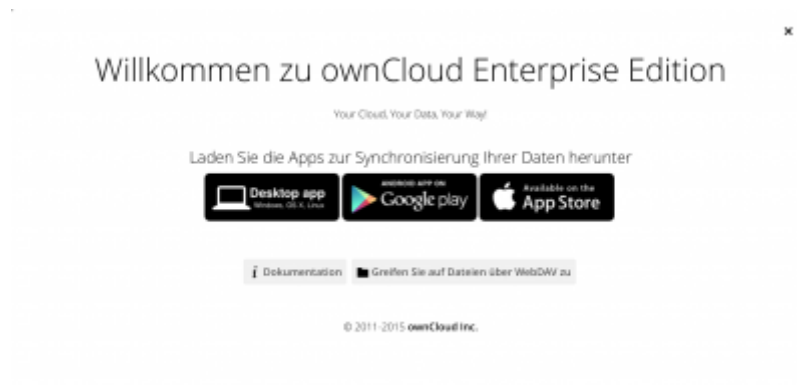 ×
Willkommen zu ownCloud Enterprise Edition
Your Cloud, Your Data, Your Way!
Laden Sie die Apps zur Synchronisierung Ihrer Daten herunter
Desktop app
Windows, OS X, Linux
ANDROID APP ON
Google play
Available on the
App Store
i Dokumentation
Greifen Sie auf Dateien über WebDAV zu
© 2011-2015 ownCloud Inc.